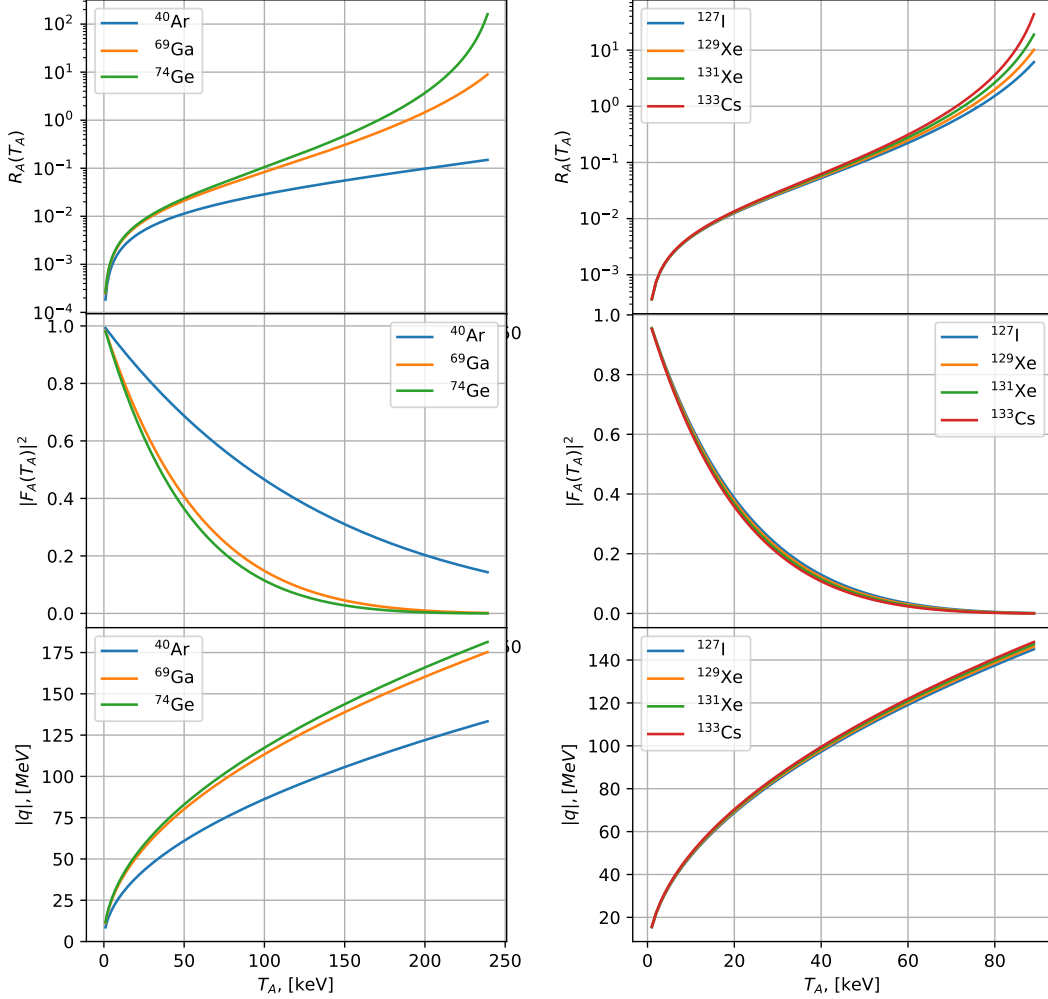 10²
10¹
10⁰
10⁻¹
10⁻²
10⁻³
10⁻⁴
R_A(T_A)
⁴⁰Ar
⁶⁹Ga
⁷⁴Ge
10¹
10⁰
10⁻¹
10⁻²
10⁻³
R_A(T_A)
¹²⁷I
¹²⁹Xe
¹³¹Xe
¹³³Cs
1.0
0.8
0.6
0.4
0.2
0.0
|F_A(T_A)|²
⁴⁰Ar
⁶⁹Ga
⁷⁴Ge
50
1.0
0.8
0.6
0.4
0.2
0.0
|F_A(T_A)|²
¹²⁷I
¹²⁹Xe
¹³¹Xe
¹³³Cs
175
150
125
100
75
50
25
0
|q|, [MeV]
⁴⁰Ar
⁶⁹Ga
⁷⁴Ge
50
0 50 100 150 200 250
T_A, [keV]
140
120
100
80
60
40
20
|q|, [MeV]
¹²⁷I
¹²⁹Xe
¹³¹Xe
¹³³Cs
0 20 40 60 80
T_A, [keV]